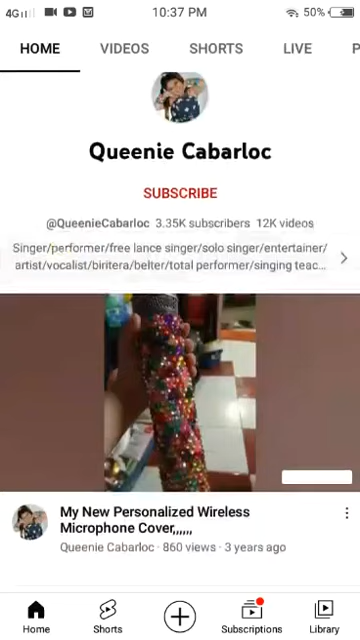 4G 10:37 PM 50%
HOME VIDEOS SHORTS LIVE P
Queenie Cabarloc
SUBSCRIBE
@QueenieCabarloc 3.35K subscribers 12K videos
Singer/performer/free lance singer/solo singer/entertainer/
artist/vocalist/biritera/belter/total performer/singing teac...
My New Personalized Wireless
Microphone Cover,,,,,,
Queenie Cabarloc · 860 views · 3 years ago
Home Shorts Subscriptions Library